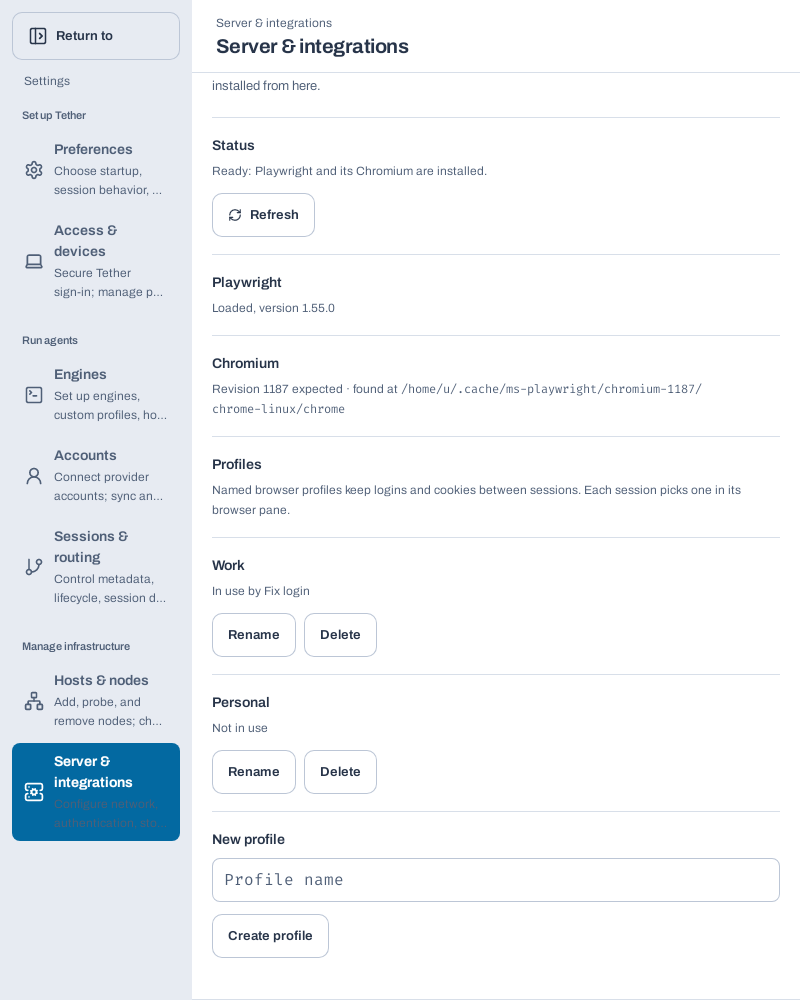 Return to
Settings
Set up Tether
Preferences
Choose startup,
session behavior, ...
Access &
devices
Secure Tether
sign-in; manage p...
Run agents
Engines
Set up engines,
custom profiles, ho...
Accounts
Connect provider
accounts; sync an...
Sessions &
routing
Control metadata,
lifecycle, session d...
Manage infrastructure
Hosts & nodes
Add, probe, and
remove nodes; ch...
Server &
integrations
Configure network,
authentication, sto...
Server & integrations
Server & integrations
installed from here.
Status
Ready: Playwright and its Chromium are installed.
Refresh
Playwright
Loaded, version 1.55.0
Chromium
Revision 1187 expected · found at /home/u/.cache/ms-playwright/chromium-1187/
chrome-linux/chrome
Profiles
Named browser profiles keep logins and cookies between sessions. Each session picks one in its
browser pane.
Work
In use by Fix login
Rename Delete
Personal
Not in use
Rename Delete
New profile
Profile name
Create profile